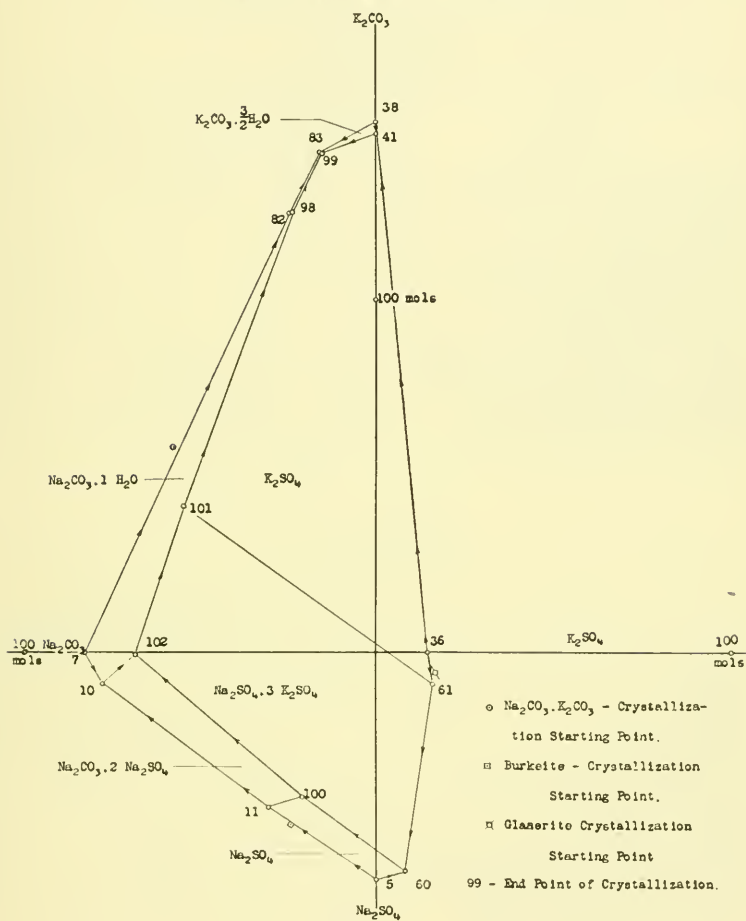 K₂CO₃
38
K₂CO₃.3/2H₂O
41
83
99
98
82
100 mols
Na₂CO₃.1 H₂O
K₂SO₄
101
100 Na₂CO₃
mols
7
102
36
K₂SO₄
100
mols
10
61
Na₂SO₄.3 K₂SO₄
Na₂CO₃.2 Na₂SO₄
100
11
Na₂SO₄
5
60
Na₂SO₄
Na₂CO₃.K₂CO₃ - Crystalliza-
tion Starting Point.
Burkeite - Crystallization
Starting Point.
Glaserite Crystallization
Starting Point
99 - End Point of Crystallization.